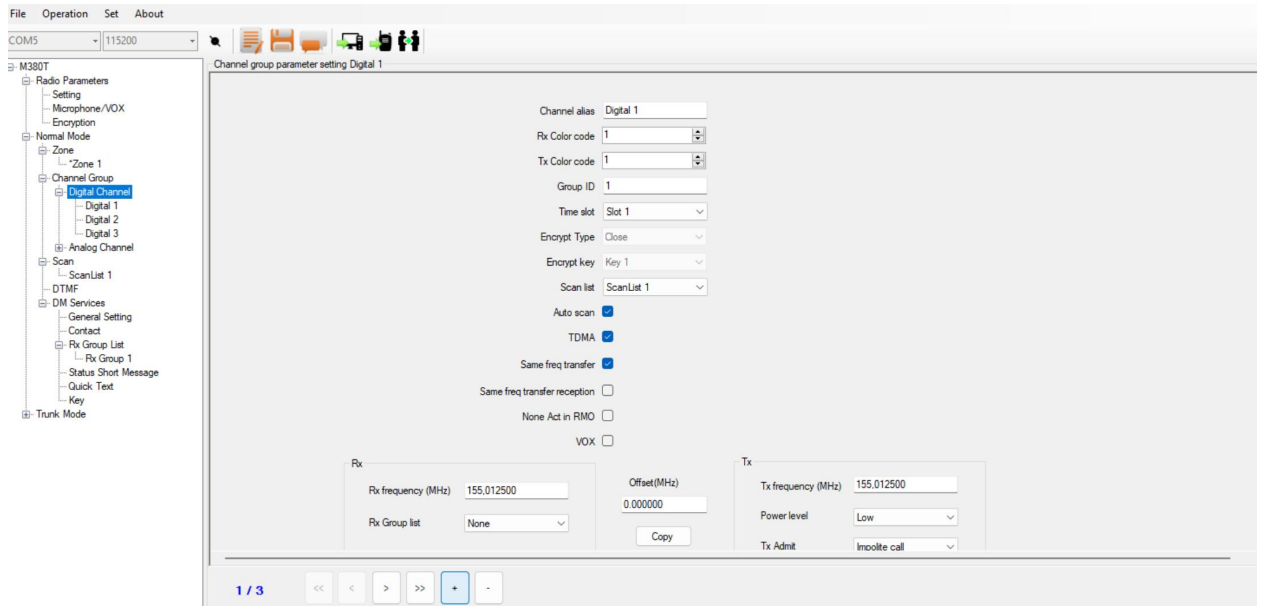 File Operation Set About
COM5 115200
M380T
Radio Parameters
Setting
Microphone/VOX
Encryption
Normal Mode
Zone
*Zone 1
Channel Group
Digital Channel
Digital 1
Digital 2
Digital 3
Analog Channel
Scan
ScanList 1
DTMF
DM Services
General Setting
Contact
Rx Group List
Rx Group 1
Status Short Message
Quick Text
Key
Trunk Mode
Channel group parameter setting Digital 1
Channel alias Digital 1
Rx Color code 1
Tx Color code 1
Group ID 1
Time slot Slot 1
Encrypt Type Close
Encrypt key Key 1
Scan list ScanList 1
Auto scan
TDMA
Same freq transfer
Same freq transfer reception
None Act in RMO
VOX
Rx
Rx frequency (MHz) 155,012500
Rx Group list None
Offset(MHz)
0.000000
Copy
Tx
Tx frequency (MHz) 155,012500
Power level Low
Tx Admit Impolite call
1 / 3 << < > >> + -